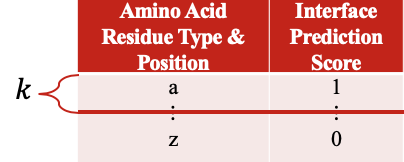 Amino Acid Residue Type & Position
Interface Prediction Score
k
a 1
⋮ ⋮
z 0